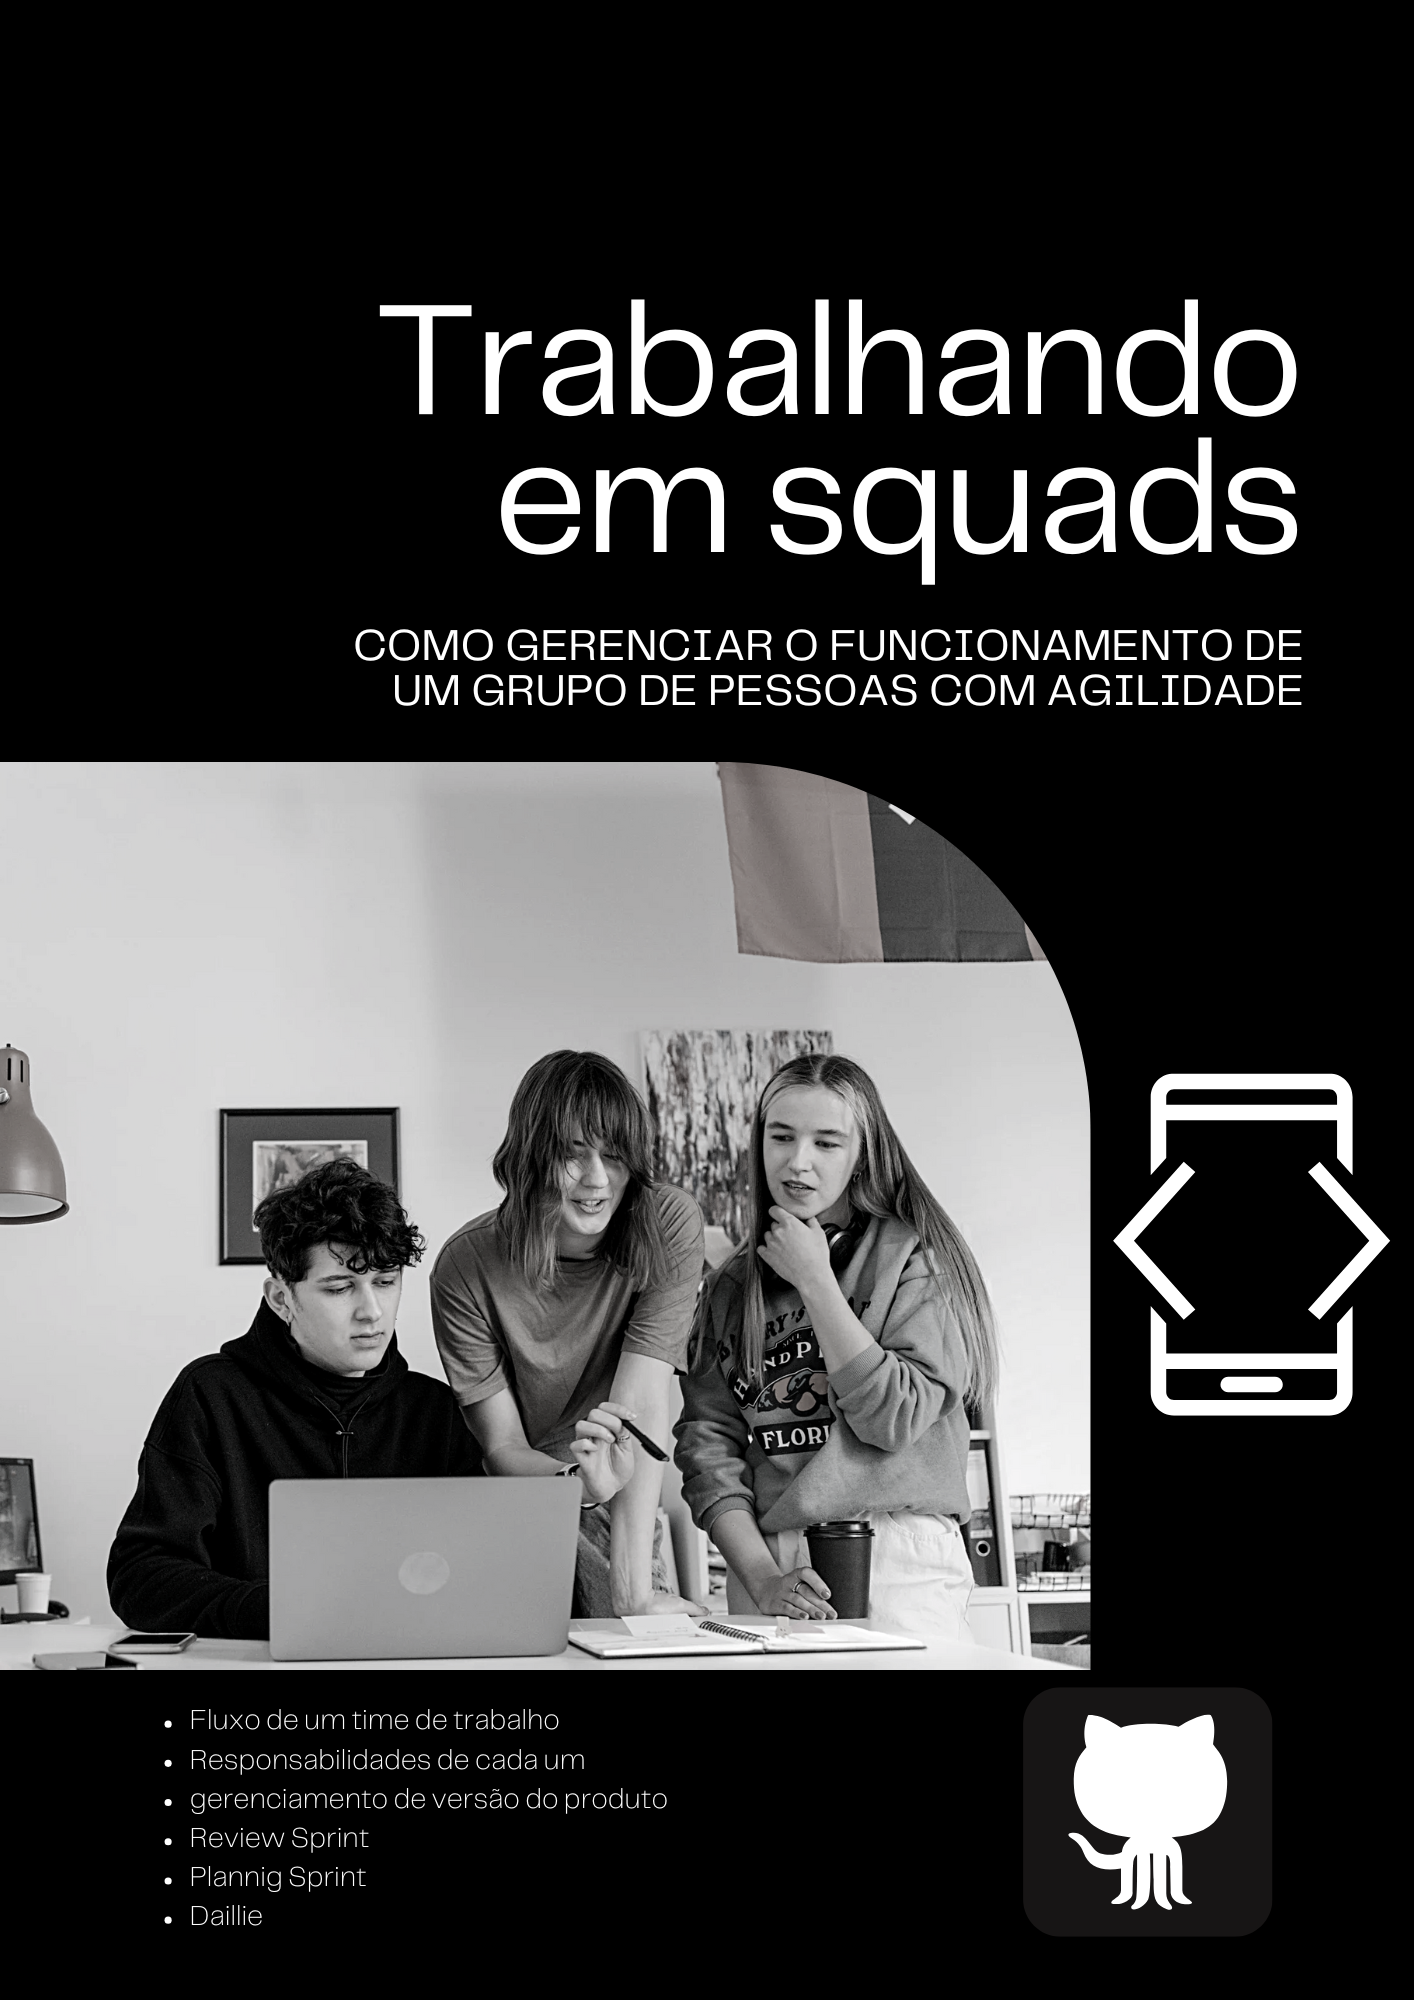 Trabalhando
em squads
COMO GERENCIAR O FUNCIONAMENTO DE
UM GRUPO DE PESSOAS COM AGILIDADE
FLORI
Fluxo de um time de trabalho
Responsabilidades de cada um
gerenciamento de versão do produto
Review Sprint
Plannig Sprint
Daillie